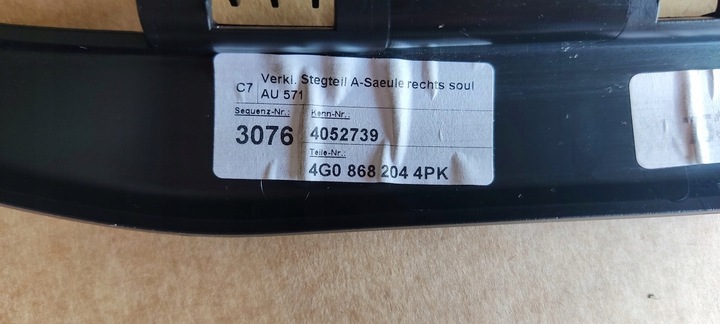 C7 Verkl. Stegteil A-Saeule rechts soul
AU 571
Sequenz-Nr.: Kenn-Nr.:
3076 4052739
Teile-Nr.:
4G0 868 204 4PK